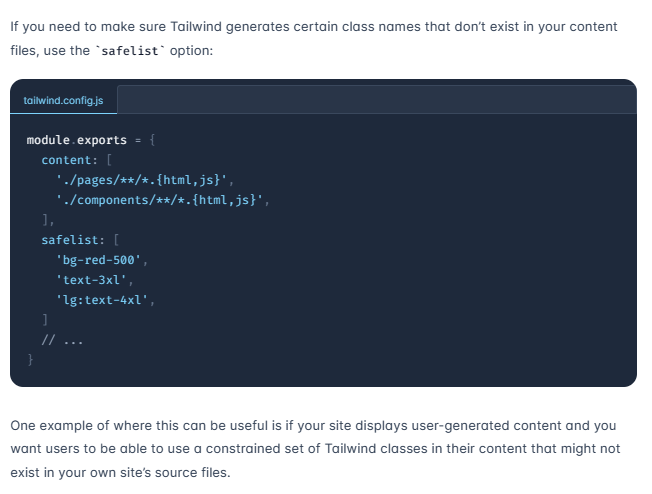 If you need to make sure Tailwind generates certain class names that don’t exist in your content
files, use the `safelist` option:
tailwind.config.js
module.exports = {
  content: [
    './pages/**/*.{html,js}',
    './components/**/*.{html,js}',
  ],
  safelist: [
    'bg-red-500',
    'text-3xl',
    'lg:text-4xl',
  ]
  // ...
}
One example of where this can be useful is if your site displays user-generated content and you
want users to be able to use a constrained set of Tailwind classes in their content that might not
exist in your own site’s source files.